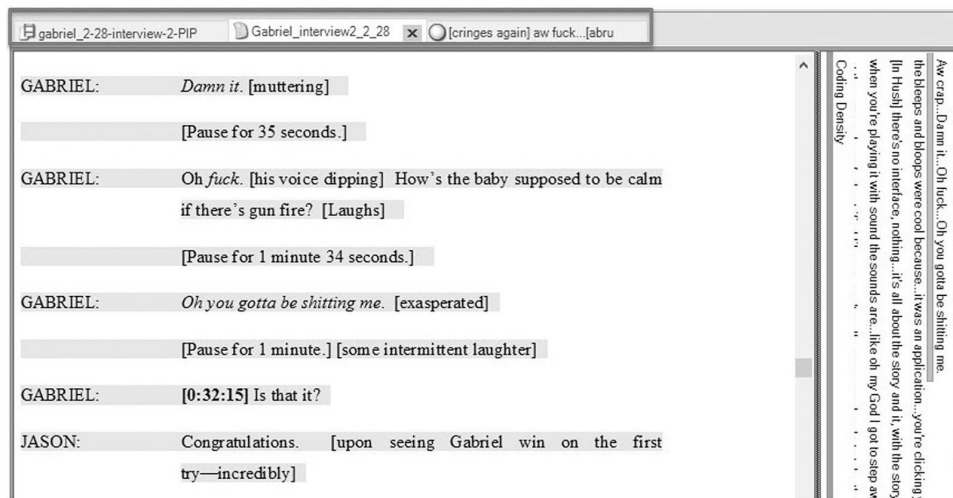 gabriel_2-28-interview-2-PIP
Gabriel_interview2_2_28
[cringes again] aw fuck...[abru
GABRIEL: Damn it. [muttering]
[Pause for 35 seconds.]
GABRIEL: Oh fuck. [his voice dipping] How's the baby supposed to be calm
if there's gun fire? [Laughs]
[Pause for 1 minute 34 seconds.]
GABRIEL: Oh you gotta be shitting me. [exasperated]
[Pause for 1 minute.] [some intermittent laughter]
GABRIEL: [0:32:15] Is that it?
JASON: Congratulations. [upon seeing Gabriel win on the first
try—incredibly]
Aw crap...Damn it...Oh fuck...Oh you gotta be shitting me.
the bleeps and bloops were cool because...it was an application...you're clicking
[In Hush] there's no interface, nothing...it's all about the story and it, with the story
when you're playing it with sound the sounds are...like oh my God I got to step aw
Coding Density